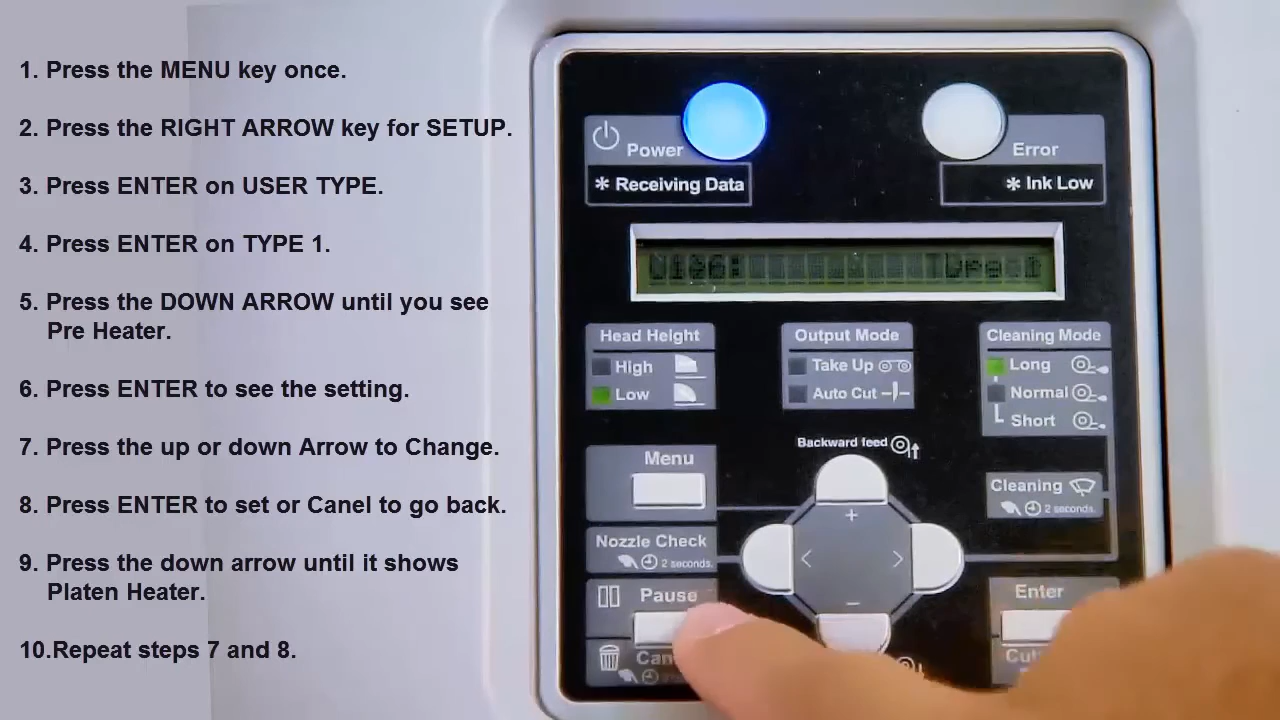 1. Press the MENU key once.
2. Press the RIGHT ARROW key for SETUP.
3. Press ENTER on USER TYPE.
4. Press ENTER on TYPE 1.
5. Press the DOWN ARROW until you see
Pre Heater.
6. Press ENTER to see the setting.
7. Press the up or down Arrow to Change.
8. Press ENTER to set or Canel to go back.
9. Press the down arrow until it shows
Platen Heater.
10.Repeat steps 7 and 8.
Power
Error
* Receiving Data
* Ink Low
Head Height
High
Low
Output Mode
Take Up
Auto Cut
Cleaning Mode
Long
Normal
Short
Backward feed
Menu
+
Cleaning
2 seconds.
Nozzle Check
2 seconds.
< >
Pause
Enter
−